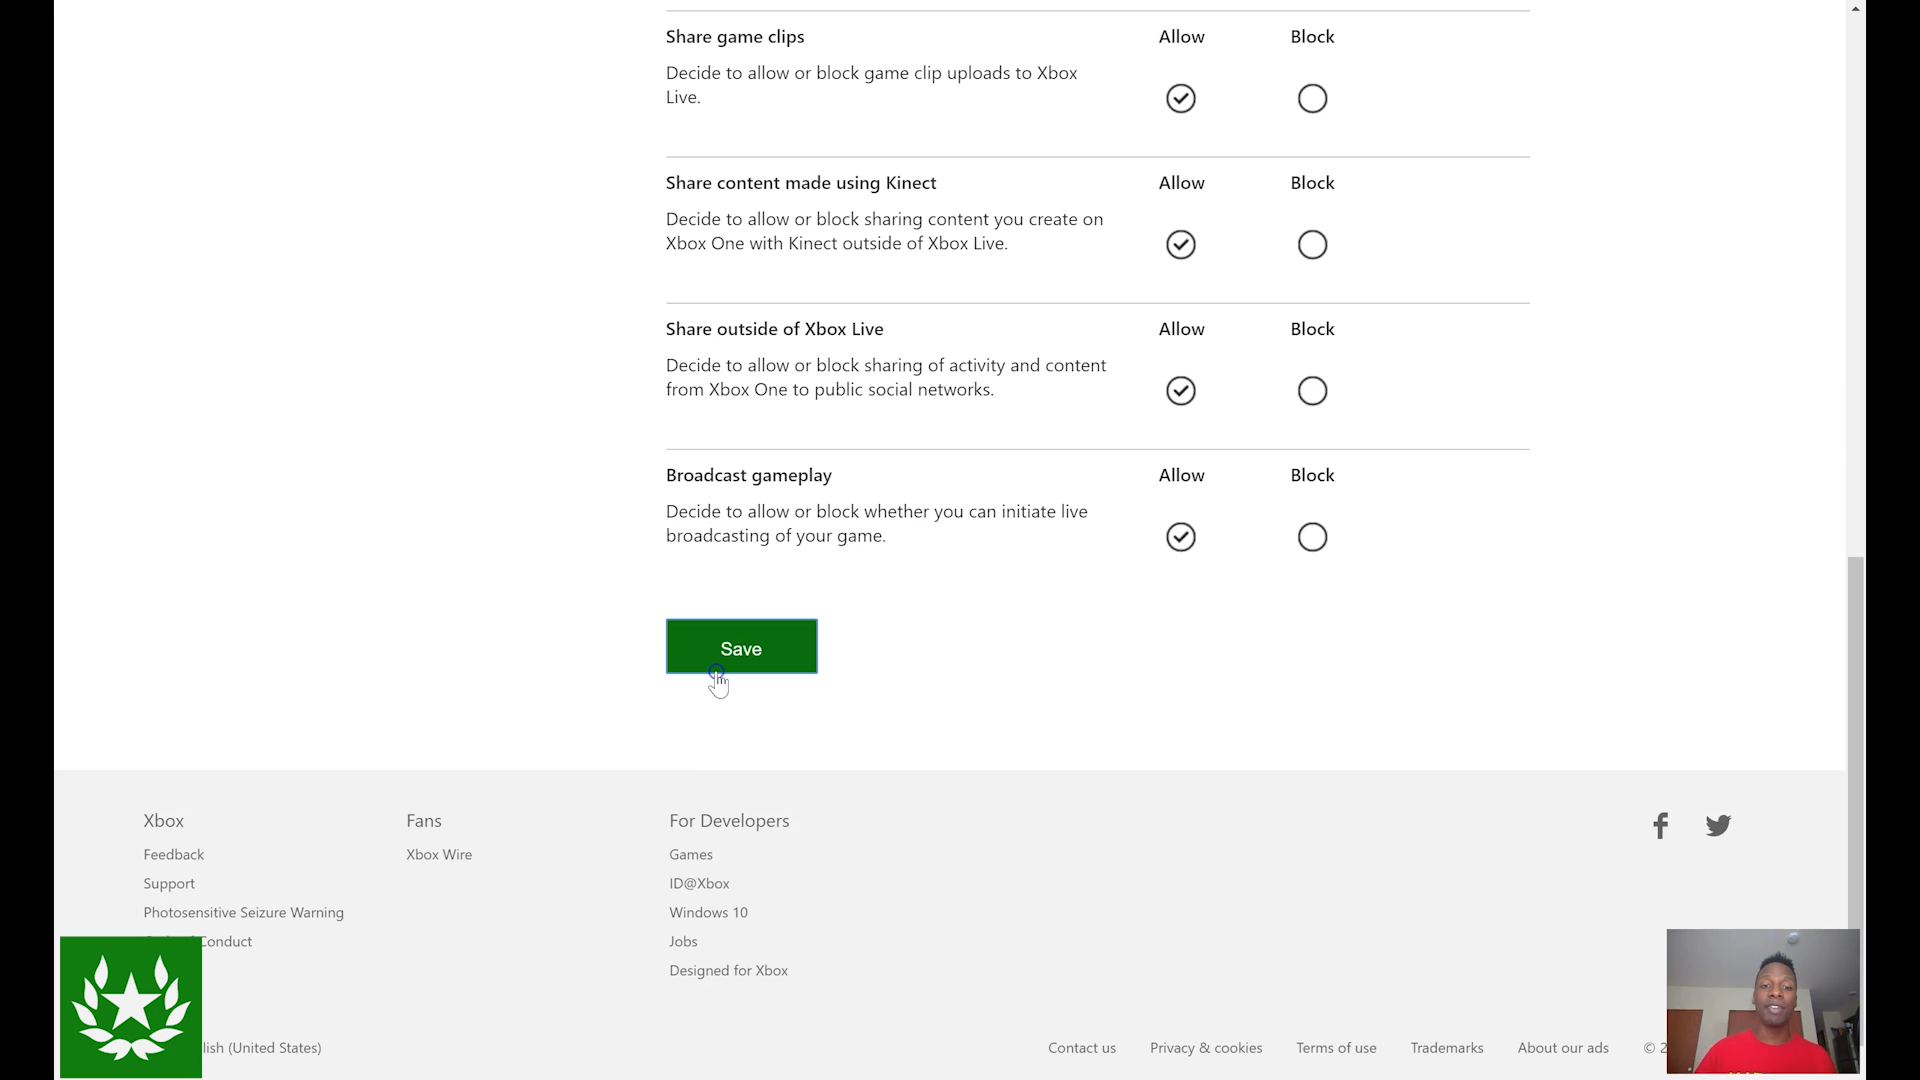 Share game clips Allow Block
Decide to allow or block game clip uploads to Xbox
Live.
Share content made using Kinect Allow Block
Decide to allow or block sharing content you create on
Xbox One with Kinect outside of Xbox Live.
Share outside of Xbox Live Allow Block
Decide to allow or block sharing of activity and content
from Xbox One to public social networks.
Broadcast gameplay Allow Block
Decide to allow or block whether you can initiate live
broadcasting of your game.
Save
Xbox Fans For Developers
Feedback Xbox Wire Games
Support ID@Xbox
Photosensitive Seizure Warning Windows 10
Conduct Jobs
Designed for Xbox
lish (United States) Contact us Privacy & cookies Terms of use Trademarks About our ads © 2